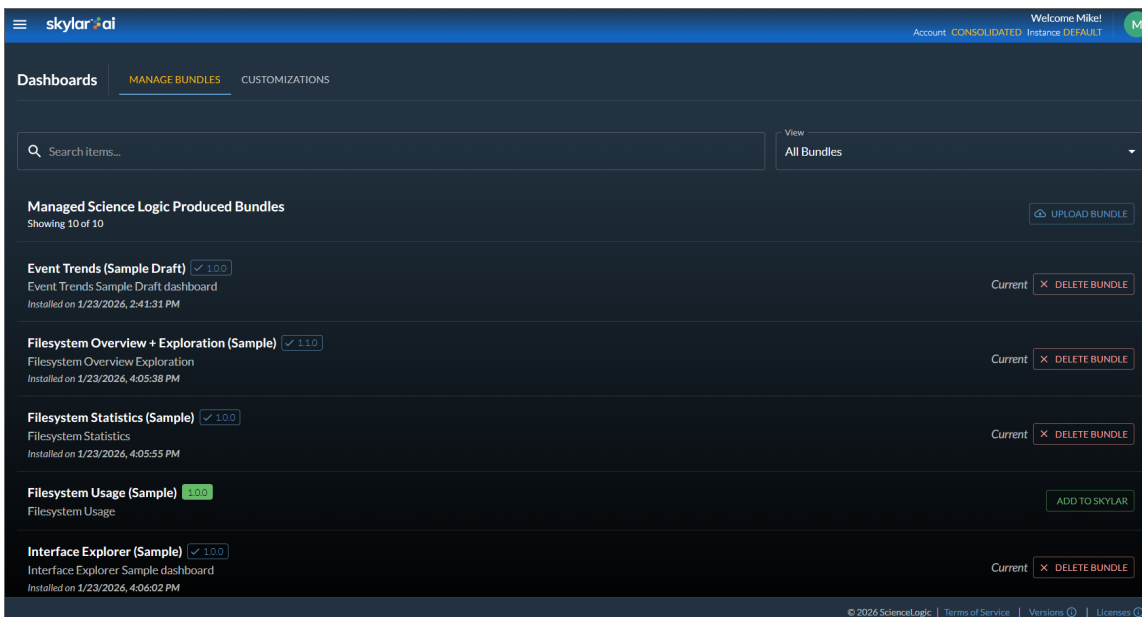 skylar ai
Welcome Mike!
Account CONSOLIDATED Instance DEFAULT
M
Dashboards
MANAGE BUNDLES
CUSTOMIZATIONS
Search items...
View
All Bundles
Managed Science Logic Produced Bundles
Showing 10 of 10
UPLOAD BUNDLE
Event Trends (Sample Draft) 1.0.0
Event Trends Sample Draft dashboard
Installed on 1/23/2026, 2:41:31 PM
Current DELETE BUNDLE
Filesystem Overview + Exploration (Sample) 1.1.0
Filesystem Overview Exploration
Installed on 1/23/2026, 4:05:38 PM
Current DELETE BUNDLE
Filesystem Statistics (Sample) 1.0.0
Filesystem Statistics
Installed on 1/23/2026, 4:05:55 PM
Current DELETE BUNDLE
Filesystem Usage (Sample) 1.0.0
Filesystem Usage
ADD TO SKYLAR
Interface Explorer (Sample) 1.0.0
Interface Explorer Sample dashboard
Installed on 1/23/2026, 4:06:02 PM
Current DELETE BUNDLE
© 2026 ScienceLogic | Terms of Service | Versions | Licenses